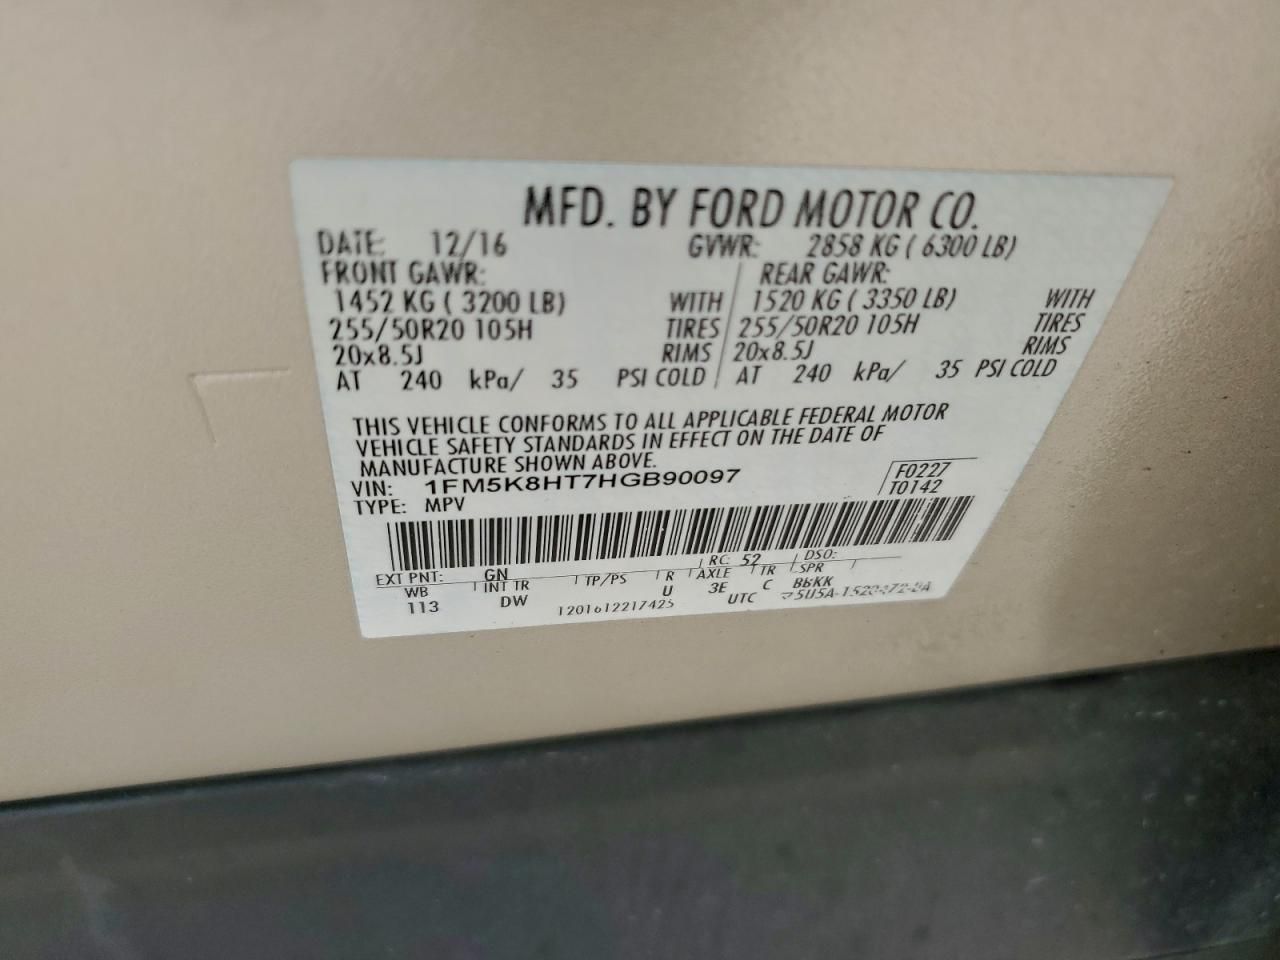 MFD. BY FORD MOTOR CO.
DATE: 12/16 GVWR: 2858 KG ( 6300 LB)
FRONT GAWR: REAR GAWR:
1452 KG ( 3200 LB) WITH / 1520 KG ( 3350 LB) WITH
255/50R20 105H TIRES 255/50R20 105H TIRES
20x8.5J RIMS 20x8.5J RIMS
AT 240 kPa/ 35 PSI COLD AT 240 kPa/ 35 PSI COLD
THIS VEHICLE CONFORMS TO ALL APPLICABLE FEDERAL MOTOR
VEHICLE SAFETY STANDARDS IN EFFECT ON THE DATE OF
MANUFACTURE SHOWN ABOVE.
VIN: 1FM5K8HT7HGB90097 F0227
TYPE: MPV T0142
EXT PNT: GN RC: 52 DSO:
WB INT TR TP/PS R AXLE TR SPR
113 DW U 3E C
1201612217425 UTC